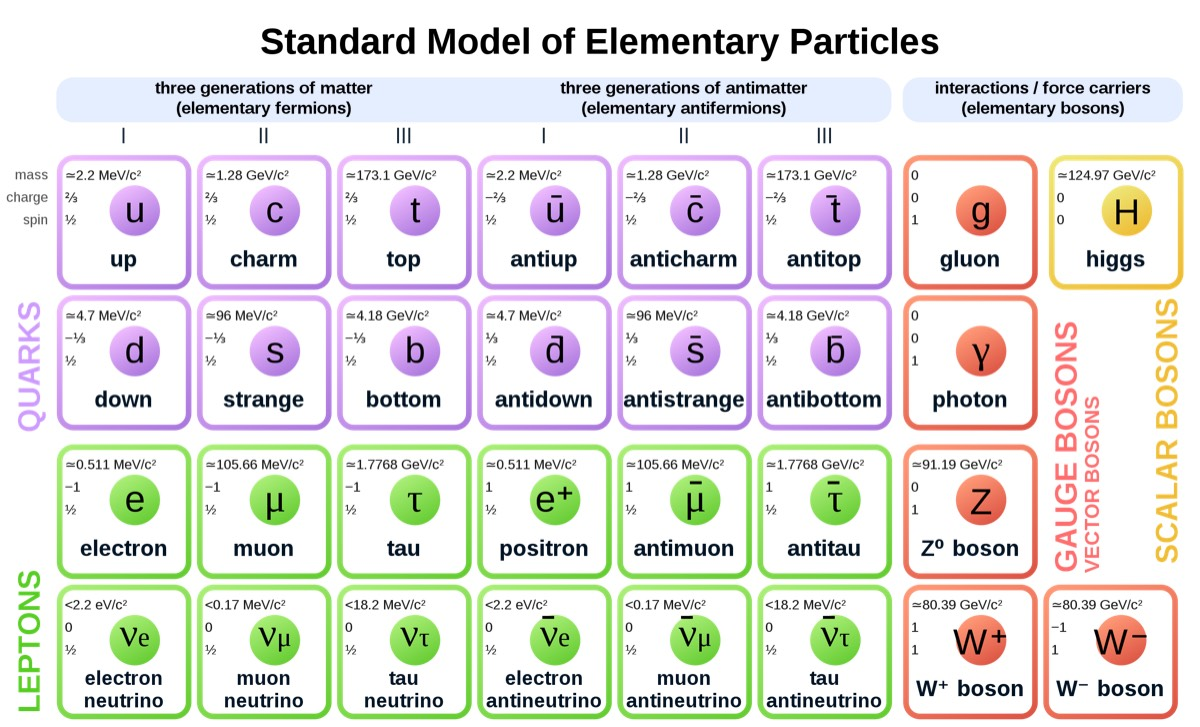 Standard Model of Elementary Particles
three generations of matter
(elementary fermions)
three generations of antimatter
(elementary antifermions)
interactions / force carriers
(elementary bosons)
I
II
III
I
II
III
mass
charge
spin
≃2.2 MeV/c²
⅔
½
u
up
≃1.28 GeV/c²
⅔
½
c
charm
≃173.1 GeV/c²
⅔
½
t
top
≃2.2 MeV/c²
−⅔
½
ū
antiup
≃1.28 GeV/c²
−⅔
½
c̄
anticharm
≃173.1 GeV/c²
−⅔
½
t̄
antitop
0
0
1
g
gluon
≃124.97 GeV/c²
0
0
H
higgs
QUARKS
≃4.7 MeV/c²
−⅓
½
d
down
≃96 MeV/c²
−⅓
½
s
strange
≃4.18 GeV/c²
−⅓
½
b
bottom
≃4.7 MeV/c²
⅓
½
d̄
antidown
≃96 MeV/c²
⅓
½
s̄
antistrange
≃4.18 GeV/c²
⅓
½
b̄
antibottom
0
0
1
γ
photon
GAUGE BOSONS
VECTOR BOSONS
SCALAR BOSONS
≃0.511 MeV/c²
−1
½
e
electron
≃105.66 MeV/c²
−1
½
μ
muon
≃1.7768 GeV/c²
−1
½
τ
tau
≃0.511 MeV/c²
1
½
e⁺
positron
≃105.66 MeV/c²
1
½
μ̄
antimuon
≃1.7768 GeV/c²
1
½
τ̄
antitau
≃91.19 GeV/c²
0
1
Z
Z⁰ boson
LEPTONS
<2.2 eV/c²
0
½
νe
electron
neutrino
<0.17 MeV/c²
0
½
νμ
muon
neutrino
<18.2 MeV/c²
0
½
ντ
tau
neutrino
<2.2 eV/c²
0
½
ν̄e
electron
antineutrino
<0.17 MeV/c²
0
½
ν̄μ
muon
antineutrino
<18.2 MeV/c²
0
½
ν̄τ
tau
antineutrino
≃80.39 GeV/c²
1
1
W⁺
W⁺ boson
≃80.39 GeV/c²
−1
1
W⁻
W⁻ boson